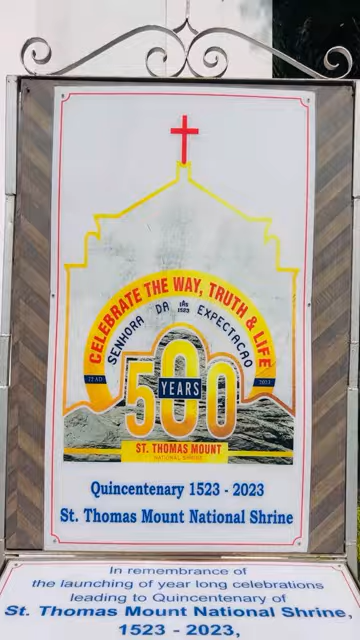 CELEBRATE THE WAY, TRUTH & LIFE
SENHORA DA EXPECTACAO
IHS
1523
72 AD
2023
500
YEARS
ST. THOMAS MOUNT
NATIONAL SHRINE
Quincentenary 1523 - 2023
St. Thomas Mount National Shrine
In remembrance of
the launching of year long celebrations
leading to Quincentenary of
St. Thomas Mount National Shrine,
1523 - 2023,